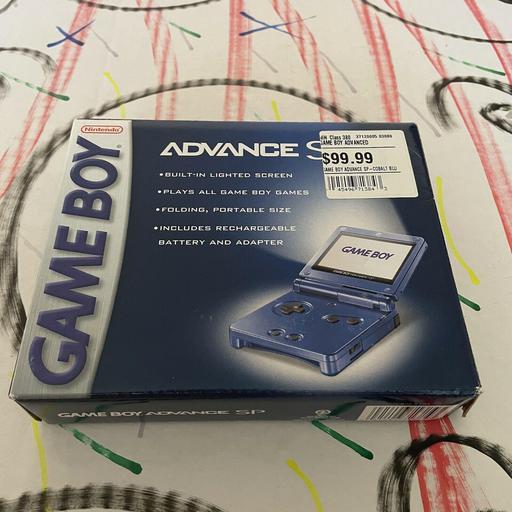 Nintendo
GAME BOY
ADVANCE S
Class 380
GAME BOY ADVANCED
$99.99
GAME BOY ADVANCE SP-COBALT BLU
• BUILT-IN LIGHTED SCREEN
• PLAYS ALL GAME BOY GAMES
• FOLDING, PORTABLE SIZE
• INCLUDES RECHARGEABLE
BATTERY AND ADAPTER
GAME BOY
GAME BOY ADVANCE SP